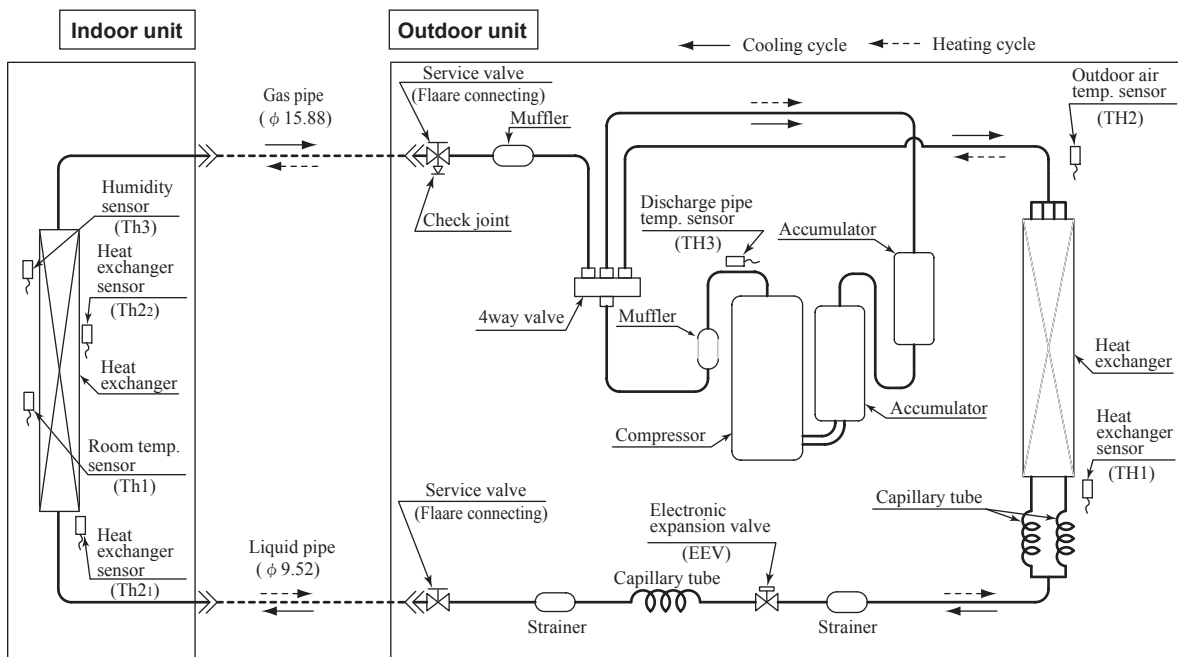 Indoor unit
Outdoor unit
Cooling cycle
Heating cycle
Service valve
(Flaare connecting)
Muffler
Gas pipe
( φ 15.88)
Outdoor air
temp. sensor
(TH2)
Humidity
sensor
(Th3)
Check joint
Discharge pipe
temp. sensor
(TH3)
Accumulator
Heat
exchanger
sensor
(Th22)
4way valve
Muffler
Heat
exchanger
Heat
exchanger
Accumulator
Compressor
Room temp.
sensor
(Th1)
Heat
exchanger
sensor
(TH1)
Service valve
(Flaare connecting)
Electronic
expansion valve
(EEV)
Capillary tube
Heat
exchanger
sensor
(Th21)
Liquid pipe
( φ 9.52)
Capillary tube
Strainer
Strainer